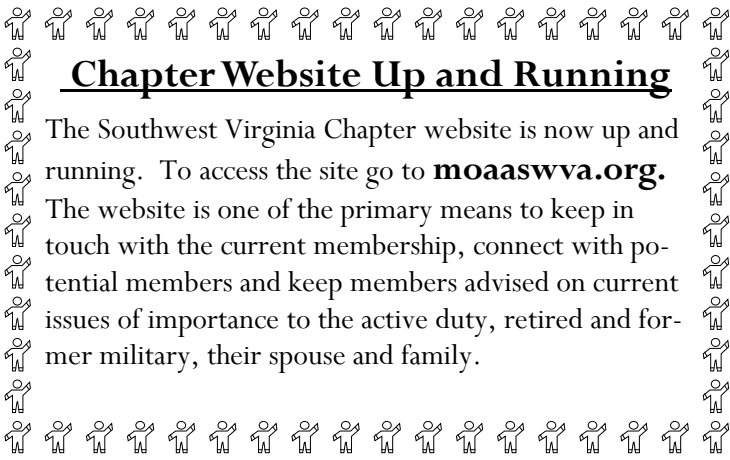 Chapter Website Up and Running
The Southwest Virginia Chapter website is now up and
running.  To access the site go to moaaswva.org.
The website is one of the primary means to keep in
touch with the current membership, connect with po-
tential members and keep members advised on current
issues of importance to the active duty, retired and for-
mer military, their spouse and family.